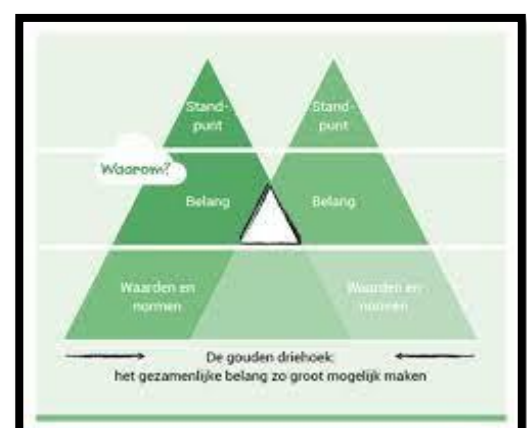 Stand-
punt
Stand-
punt
Waarom?
Belang
Belang
Waarden en
normen
Waarden en
normen
De gouden driehoek:
het gezamenlijke belang zo groot mogelijk maken